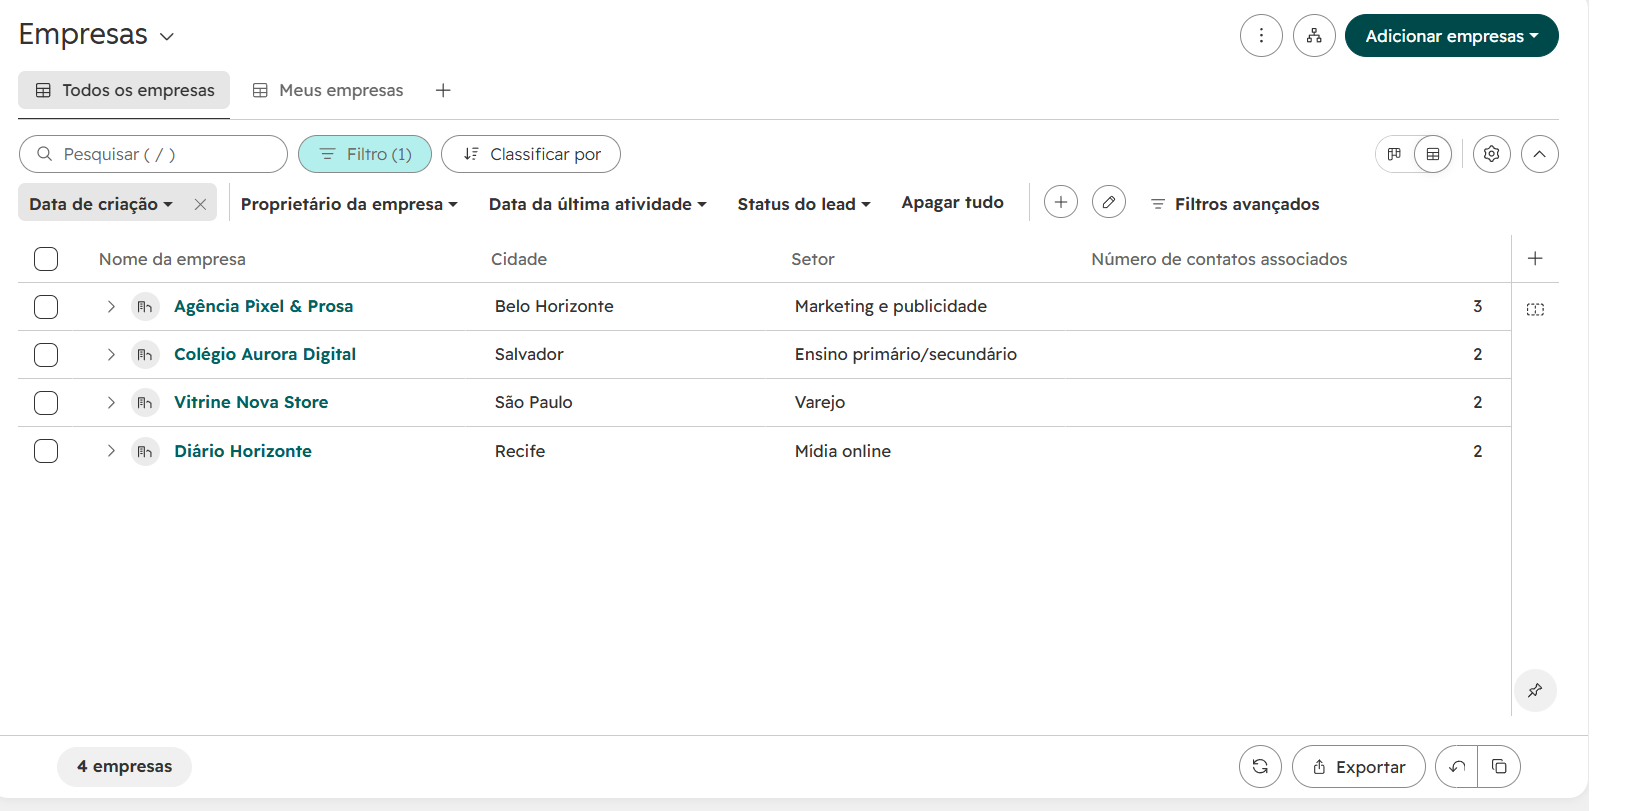 Empresas
Adicionar empresas
Todos os empresas Meus empresas
Pesquisar ( / ) Filtro (1) Classificar por
Data de criação Proprietário da empresa Data da última atividade Status do lead Apagar tudo Filtros avançados
Nome da empresa Cidade Setor Número de contatos associados
Agência Pixel & Prosa Belo Horizonte Marketing e publicidade 3
Colégio Aurora Digital Salvador Ensino primário/secundário 2
Vitrine Nova Store São Paulo Varejo 2
Diário Horizonte Recife Mídia online 2
4 empresas Exportar